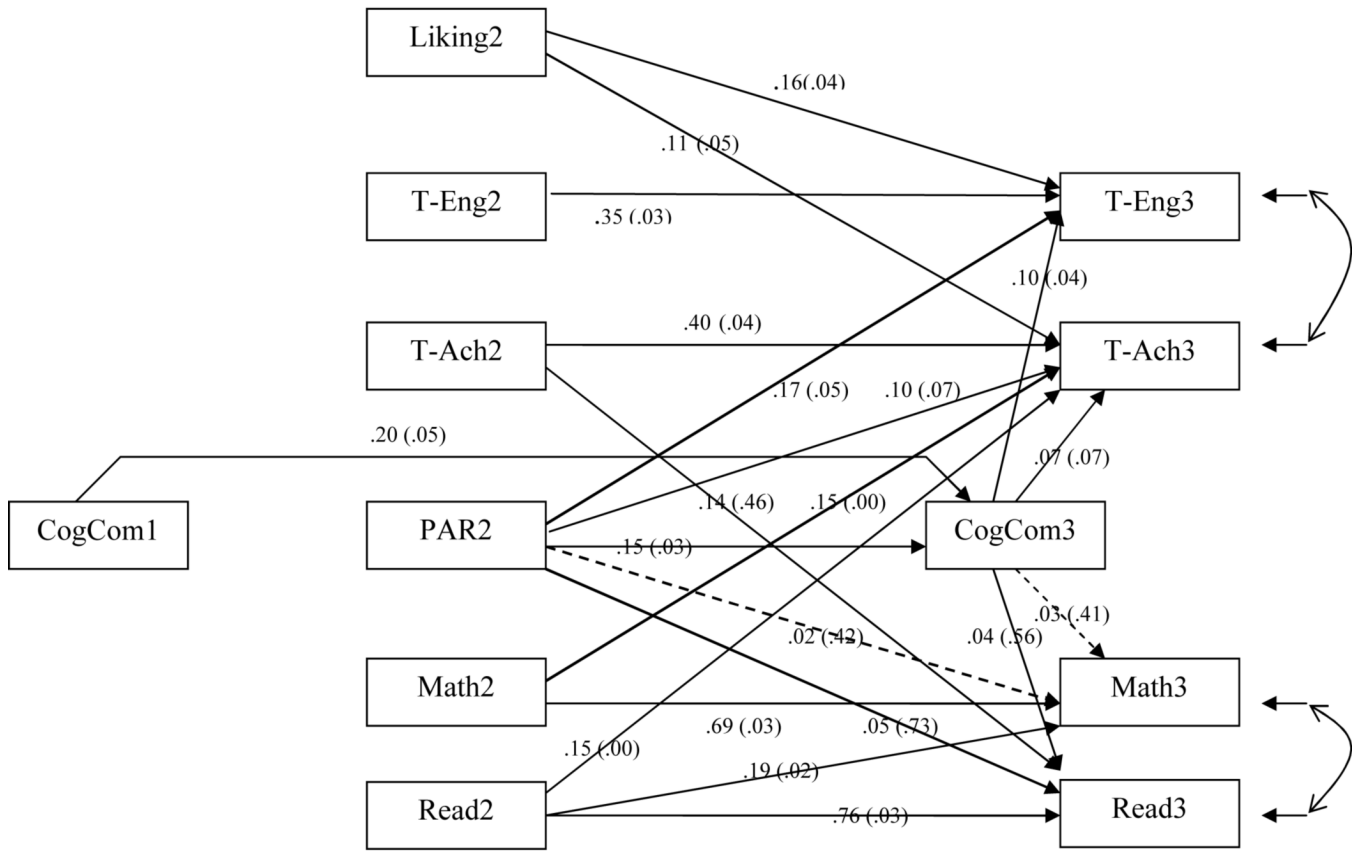 Liking2
.16(.04)
.11 (.05)
T-Eng2
T-Eng3
.35 (.03)
.10 (.04)
.40 (.04)
T-Ach2
T-Ach3
.17 (.05)
.10 (.07)
.20 (.05)
.07 (.07)
.14 (.46)
.15 (.00)
CogCom1
PAR2
CogCom3
.15 (.03)
.03 (.41)
.02 (.42)
.04 (.56)
Math2
Math3
.69 (.03)
.05 (.73)
.15 (.00)
.19 (.02)
Read2
Read3
.76 (.03)